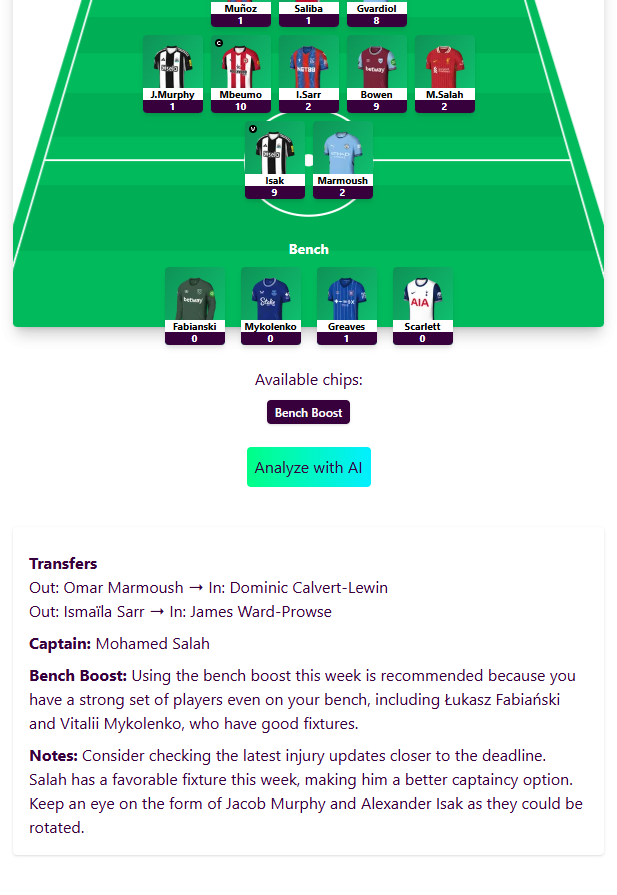 Muñoz Saliba Gvardiol
1 1 8
C
J.Murphy Mbeumo I.Sarr Bowen M.Salah
1 10 2 9 2
V
Isak Marmoush
9 2
Bench
betway Stake AIA
Fabianski Mykolenko Greaves Scarlett
0 0 1 0
Available chips:
Bench Boost
Analyze with AI
Transfers
Out: Omar Marmoush → In: Dominic Calvert-Lewin
Out: Ismaïla Sarr → In: James Ward-Prowse
Captain: Mohamed Salah
Bench Boost: Using the bench boost this week is recommended because you
have a strong set of players even on your bench, including Łukasz Fabiański
and Vitalii Mykolenko, who have good fixtures.
Notes: Consider checking the latest injury updates closer to the deadline.
Salah has a favorable fixture this week, making him a better captaincy option.
Keep an eye on the form of Jacob Murphy and Alexander Isak as they could be
rotated.